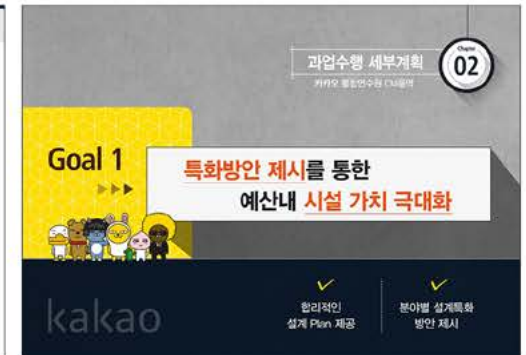 과업수행 세부계획
Chapter
02
카카오 통합연수원 CM용역
Goal 1
특화방안 제시를 통한
예산내 시설 가치 극대화
kakao
합리적인
설계 Plan 제공
분야별 설계특화
방안 제시